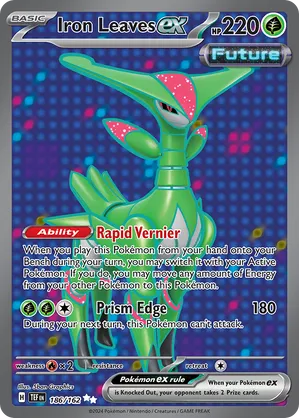 BASIC
Iron Leaves ex HP 220
Future
Ability Rapid Vernier
When you play this Pokémon from your hand onto
your Bench during your turn, you may switch it with your Active
Pokémon. If you do, you may move any amount of Energy
from your other Pokémon to this Pokémon.
Prism Edge 180
During your next turn, this Pokémon can't attack.
weakness ×2 resistance retreat
Illus. 5ban Graphics
Pokémon ex rule
When your Pokémon ex
is Knocked Out, your opponent takes 2 Prize cards.
H TEF EN 186/162
©2024 Pokémon / Nintendo / Creatures / GAME FREAK